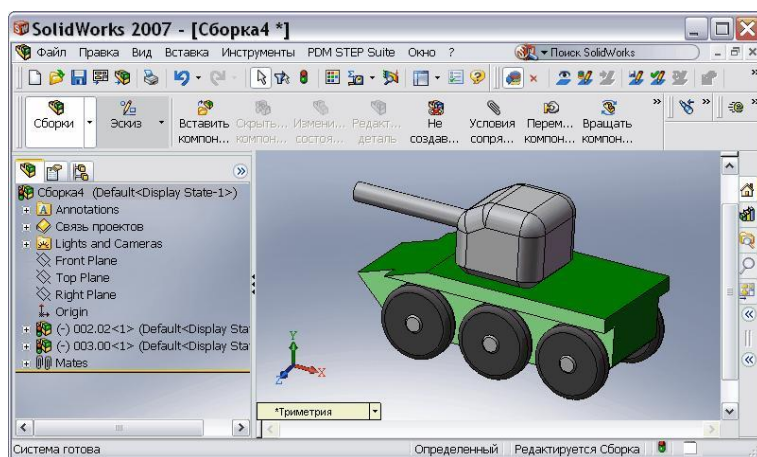 SolidWorks 2007 - [Сборка4 *]
Файл Правка Вид Вставка Инструменты PDM STEP Suite Окно ? Поиск SolidWorks
Сборки Эскиз Вставить компон... Скрыть... компон... Измени... состоя... Редакт... деталь Не создав... Условия сопря... Перем... компон... Вращать компон...
Сборка4 (Default<Display State-1>)
Annotations
Связь проектов
Lights and Cameras
Front Plane
Top Plane
Right Plane
Origin
(-) 002.02<1> (Default<Display Sta
(-) 003.00<1> (Default<Display Sta
Mates
Y
Z X
*Триметрия
Система готова Определенный Редактируется Сборка